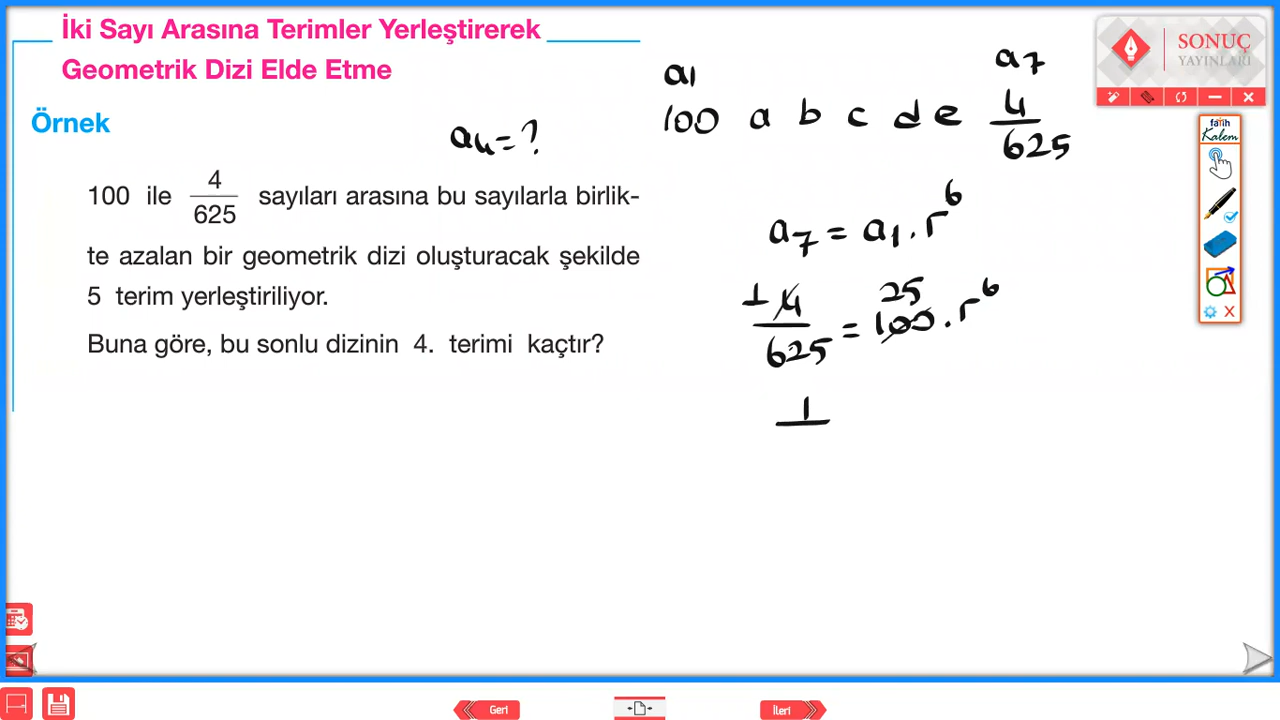 İki Sayı Arasına Terimler Yerleştirerek
Geometrik Dizi Elde Etme
Örnek
a₄=?
100 ile 4/625 sayıları arasına bu sayılarla birlik-
te azalan bir geometrik dizi oluşturacak şekilde
5 terim yerleştiriliyor.
Buna göre, bu sonlu dizinin 4. terimi kaçtır?
a₁ a₇
100 a b c d e 4/625
a₇ = a₁ . r⁶
1 25
4/625 = 100 . r⁶
1
SONUÇ
YAYINLARI
fatih
Kalem
Geri
İleri